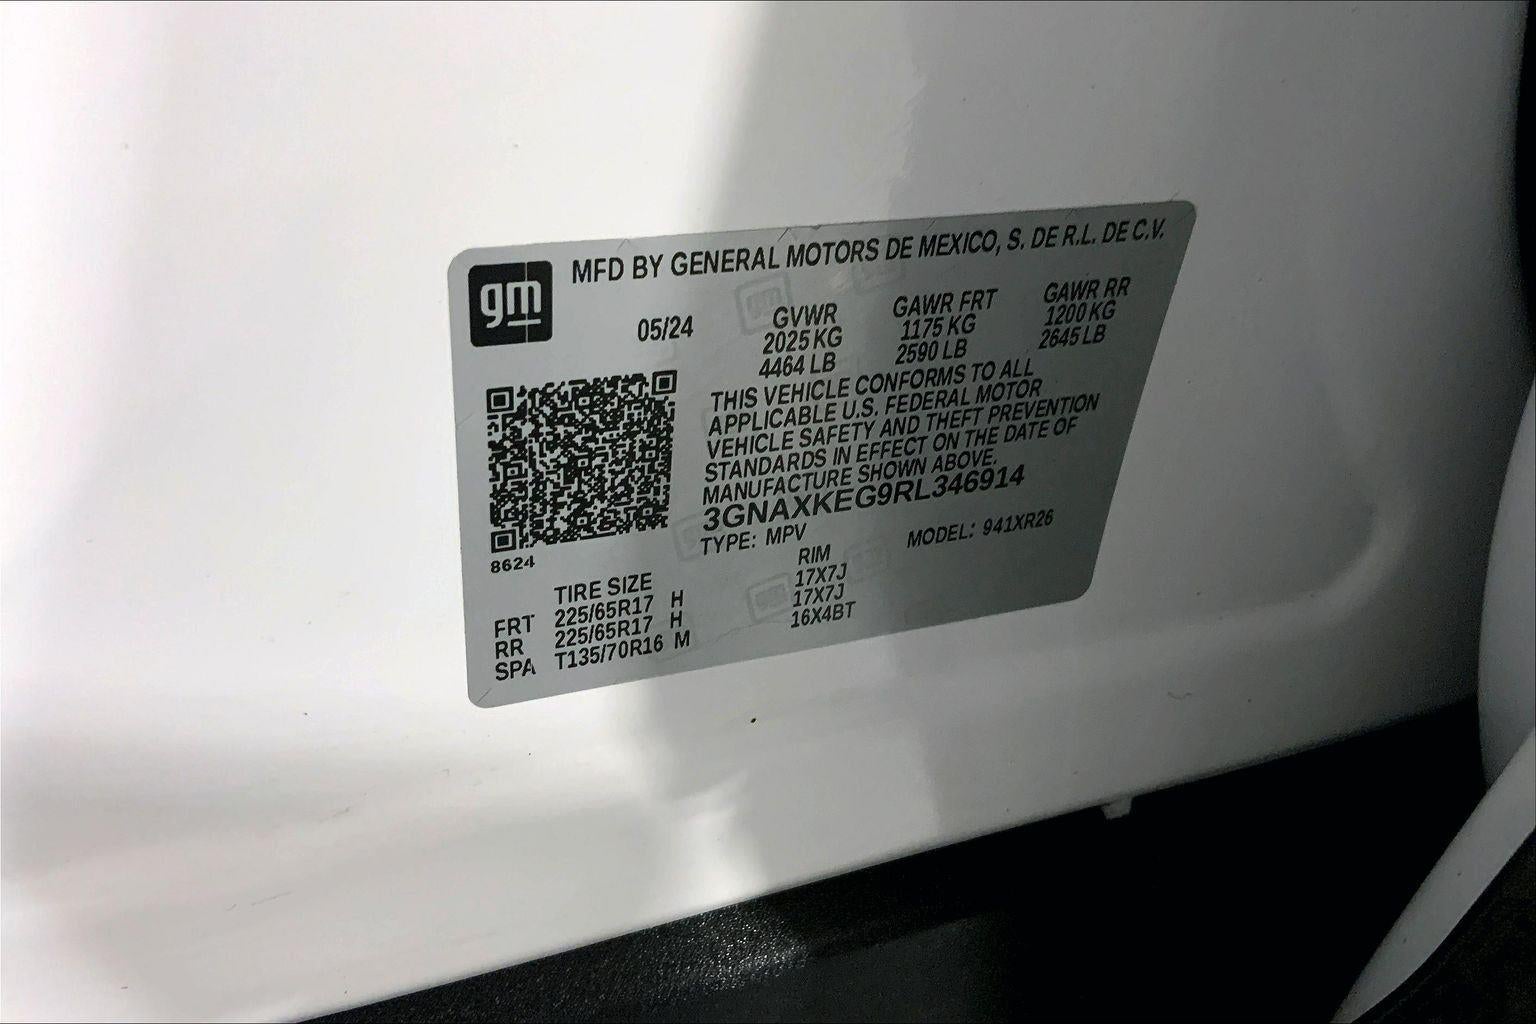 gm
MFD BY GENERAL MOTORS DE MEXICO, S. DE R.L. DE C.V.
05/24
GVWR GAWR FRT GAWR RR
2025 KG 1175 KG 1200 KG
4464 LB 2590 LB 2645 LB
THIS VEHICLE CONFORMS TO ALL
APPLICABLE U.S. FEDERAL MOTOR
VEHICLE SAFETY AND THEFT PREVENTION
STANDARDS IN EFFECT ON THE DATE OF
MANUFACTURE SHOWN ABOVE.
3GNAXKEG9RL346914
TYPE: MPV MODEL: 941XR26
8624
TIRE SIZE RIM
FRT 225/65R17 H 17X7J
RR 225/65R17 H 17X7J
SPA T135/70R16 M 16X4BT